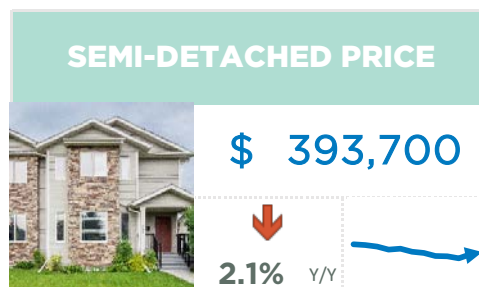 SEMI-DETACHED PRICE
$ 393,700
2.1% Y/Y